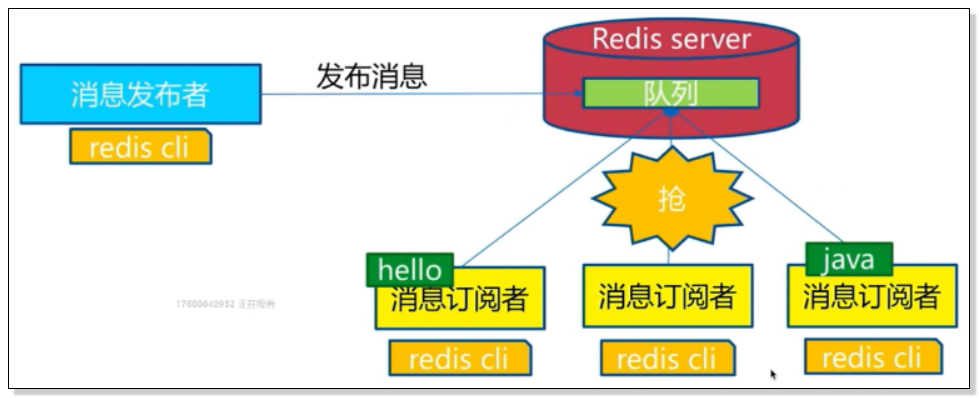 Redis server
发布消息
消息发布者
队列
redis cli
抢
hello
java
消息订阅者
消息订阅者
消息订阅者
17680640932 正在观看
redis cli
redis cli
redis cli